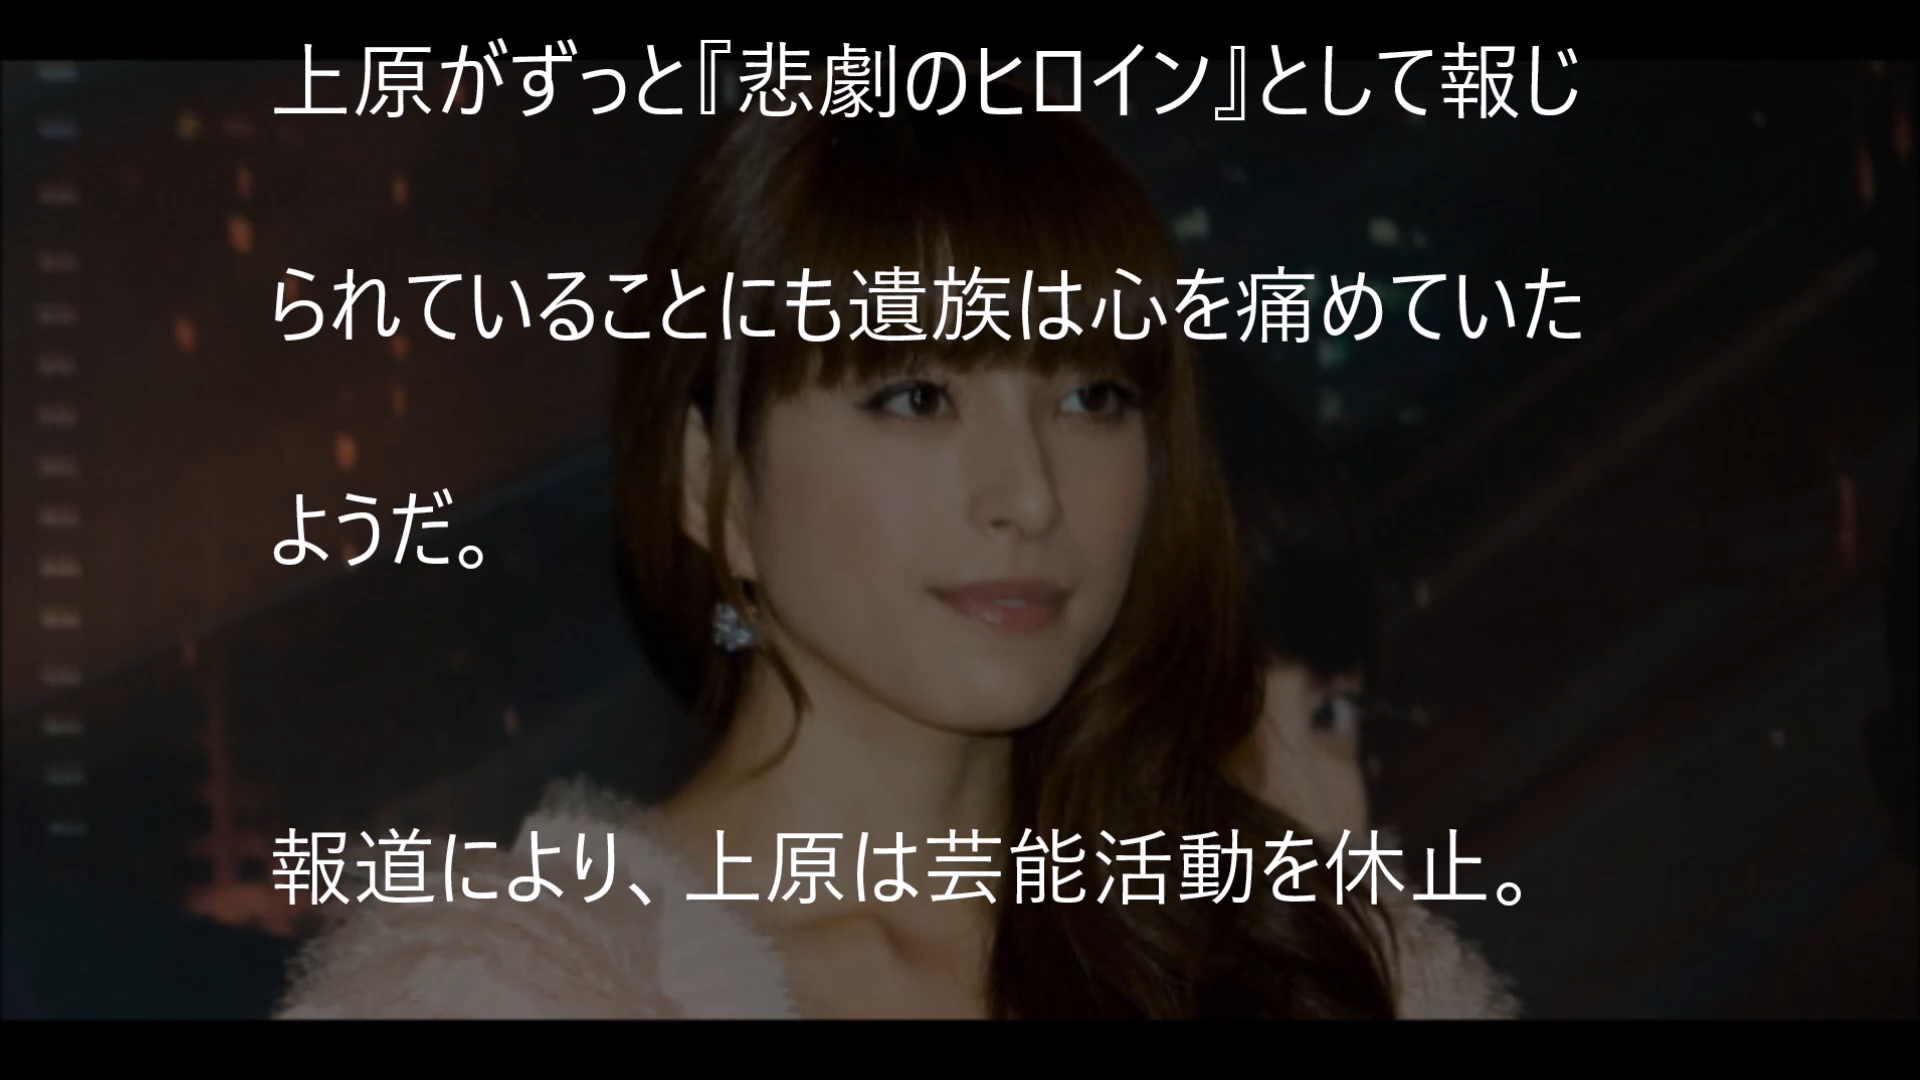 上原がずっと『悲劇のヒロイン』として報じ
られていることにも遺族は心を痛めていた
ようだ。
報道により、上原は芸能活動を休止。